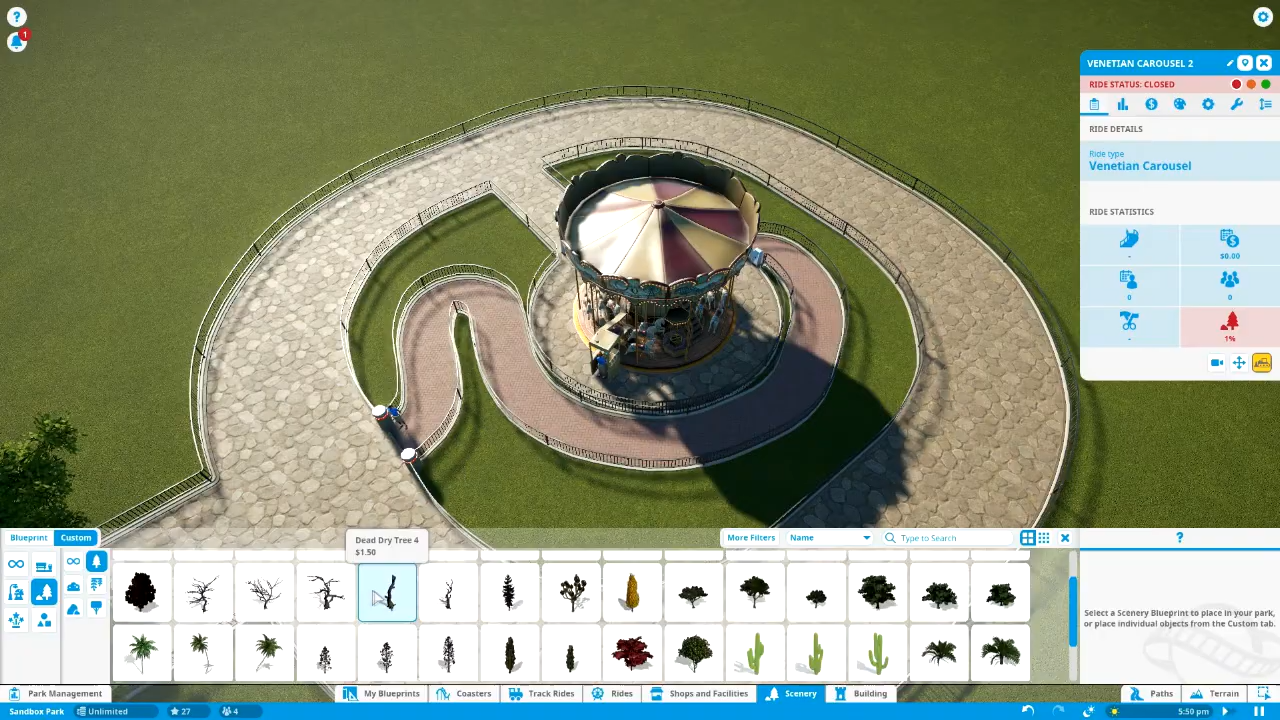 ?
1
VENETIAN CAROUSEL 2
RIDE STATUS: CLOSED
RIDE DETAILS
Ride type
Venetian Carousel
RIDE STATISTICS
-
$0.00
0
0
-
1%
Blueprint
Custom
Dead Dry Tree 4
$1.50
More Filters
Name
Type to Search
?
Select a Scenery Blueprint to place in your park,
or place individual objects from the Custom tab.
Park Management
My Blueprints
Coasters
Track Rides
Rides
Shops and Facilities
Scenery
Building
Paths
Terrain
Sandbox Park
Unlimited
27
4
5:50 pm